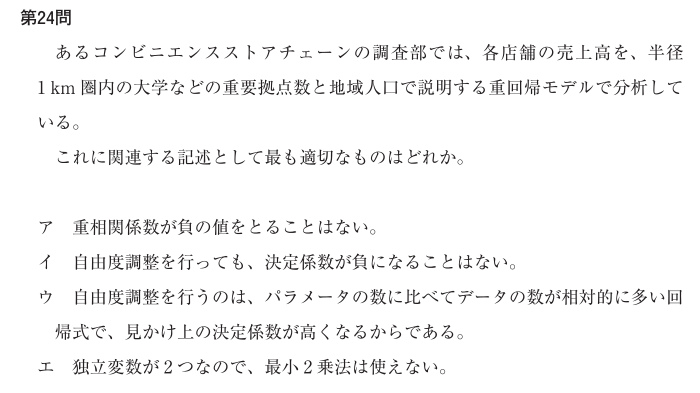 第24問
あるコンビニエンスストアチェーンの調査部では、各店舗の売上高を、半径
1 km 圏内の大学などの重要拠点数と地域人口で説明する重回帰モデルで分析して
いる。
これに関連する記述として最も適切なものはどれか。
ア　重相関係数が負の値をとることはない。
イ　自由度調整を行っても、決定係数が負になることはない。
ウ　自由度調整を行うのは、パラメータの数に比べてデータの数が相対的に多い回
帰式で、見かけ上の決定係数が高くなるからである。
エ　独立変数が２つなので、最小２乗法は使えない。